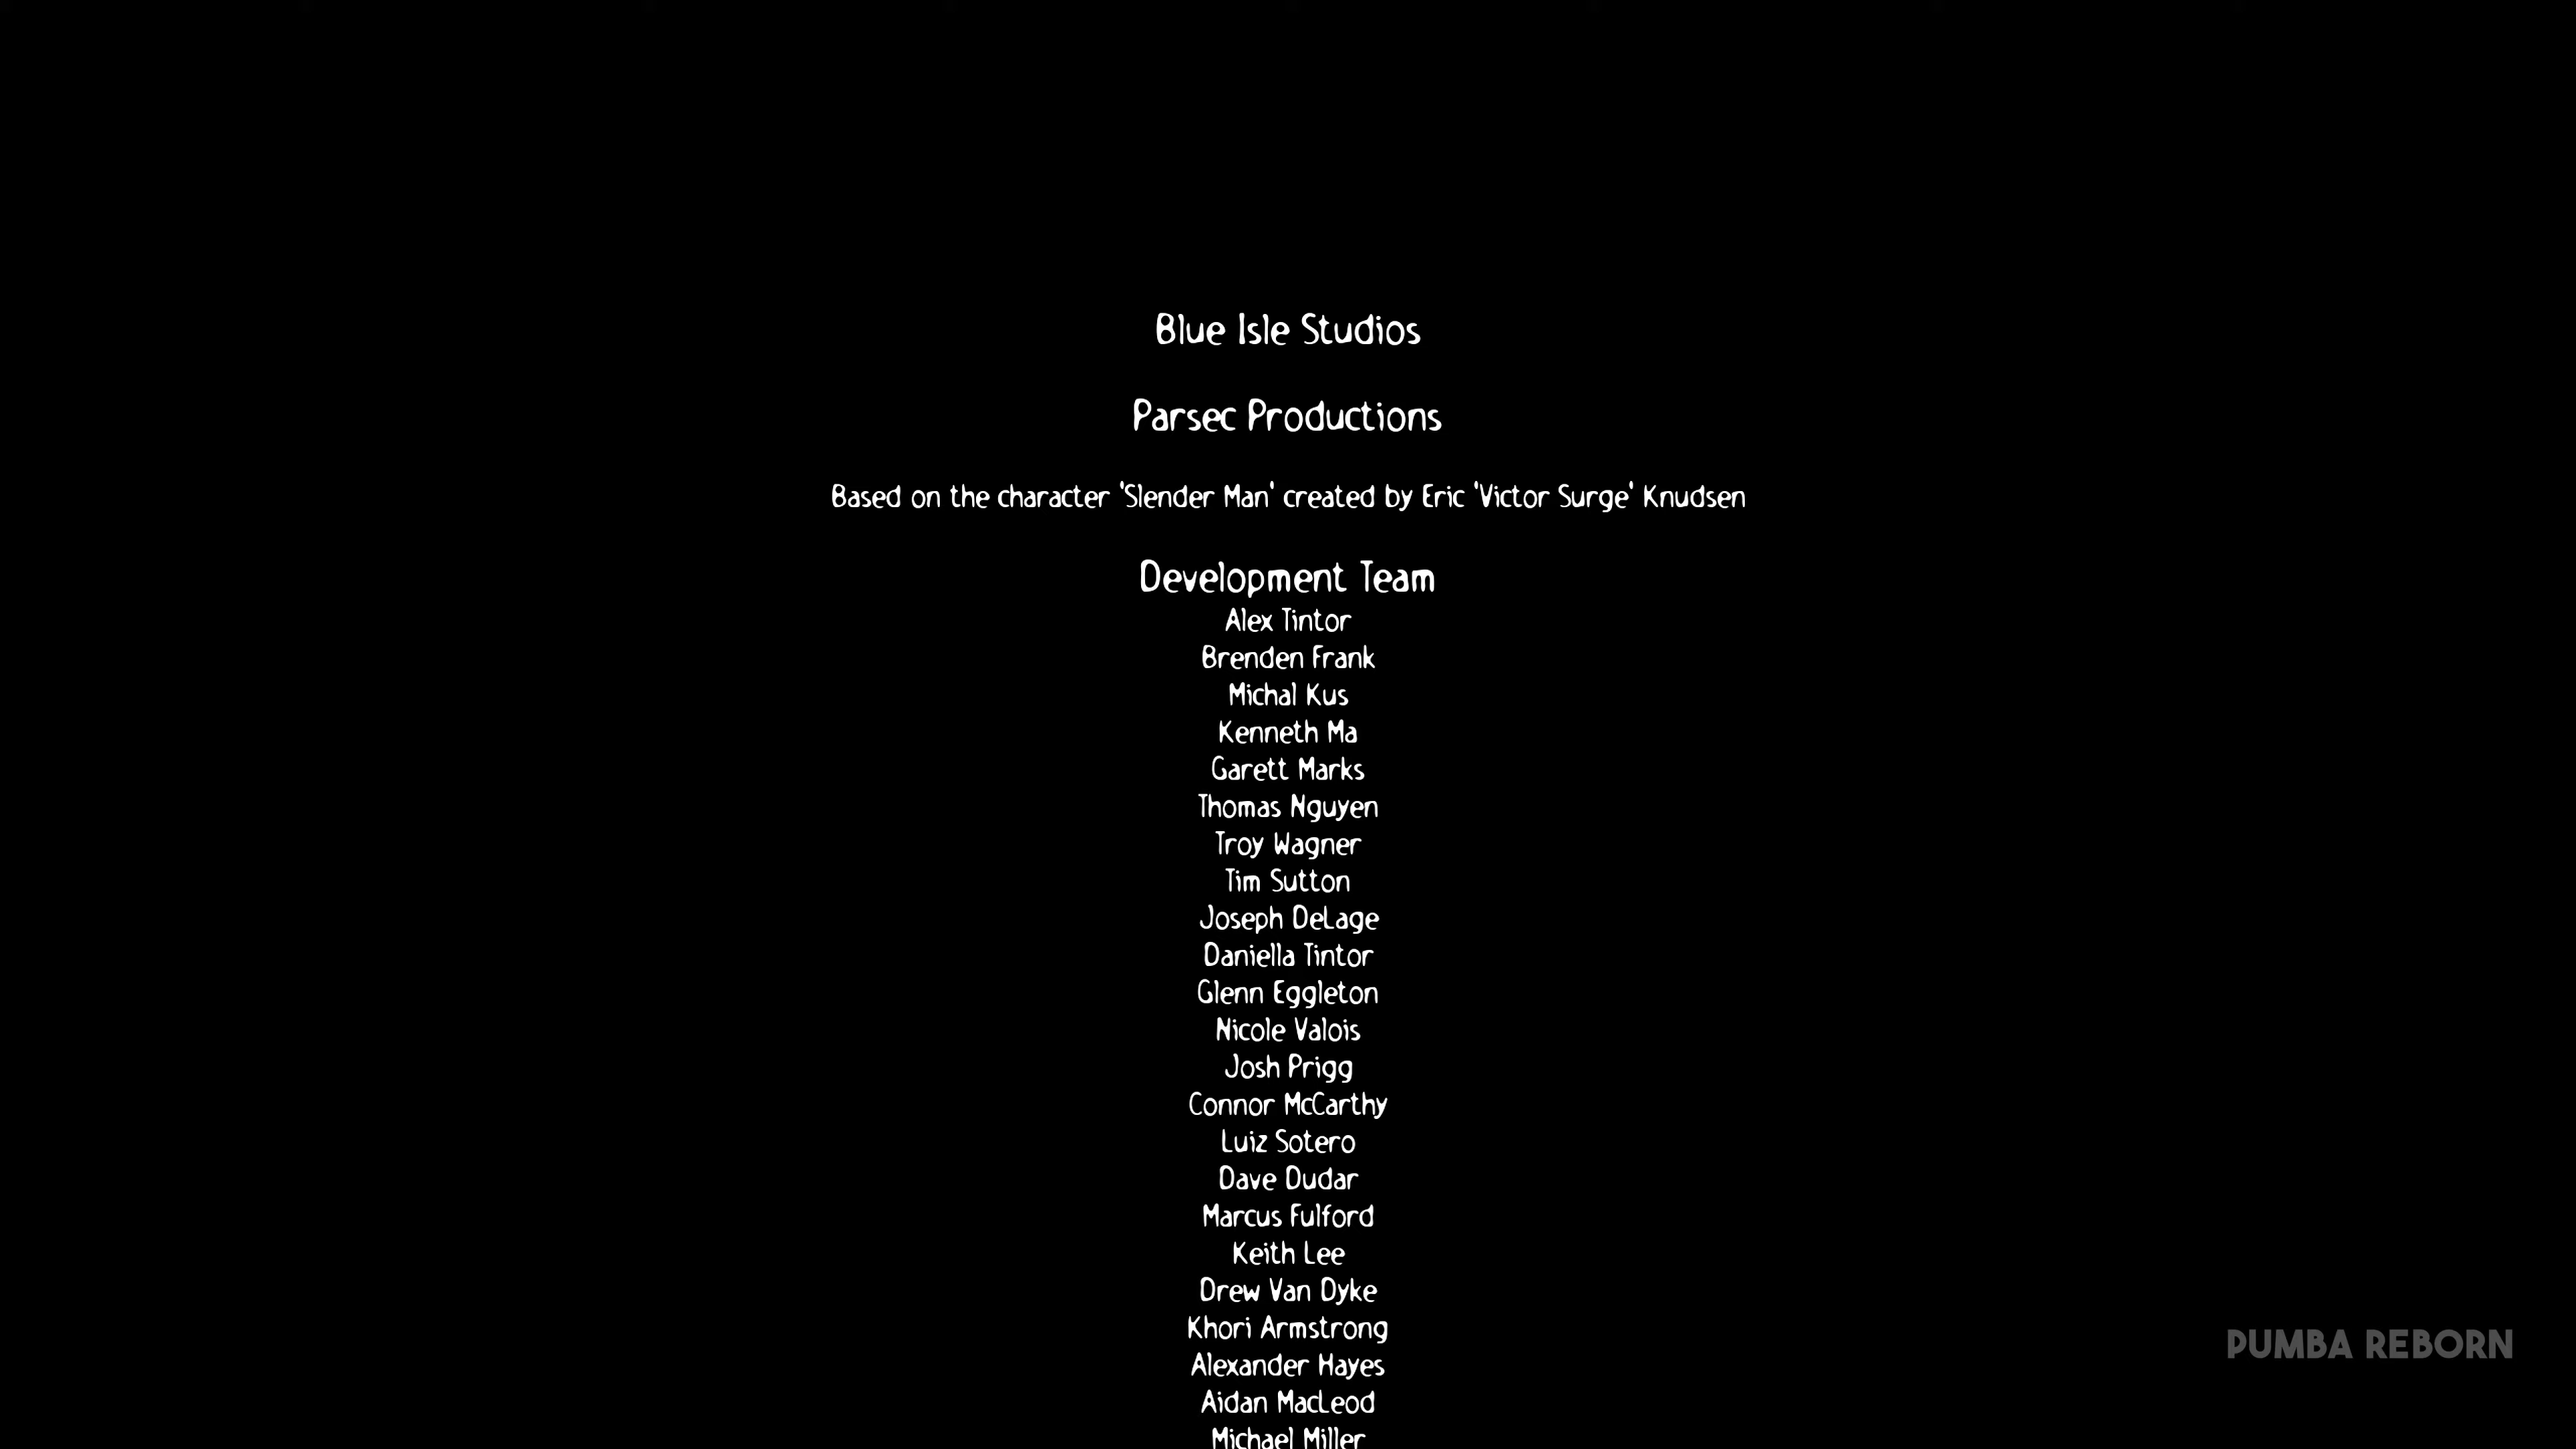 Blue Isle Studios
Parsec Productions
Based on the character 'Slender Man' created by Eric 'Victor Surge' Knudsen
Development Team
Alex Tintor
Brenden Frank
Michal Kus
Kenneth Ma
Garett Marks
Thomas Nguyen
Troy Wagner
Tim Sutton
Joseph DeLage
Daniella Tintor
Glenn Eggleton
Nicole Valois
Josh Prigg
Connor McCarthy
Luiz Sotero
Dave Dudar
Marcus Fulford
Keith Lee
Drew Van Dyke
Khori Armstrong
Alexander Hayes
Aidan MacLeod
Michael Miller
PUMBA REBORN